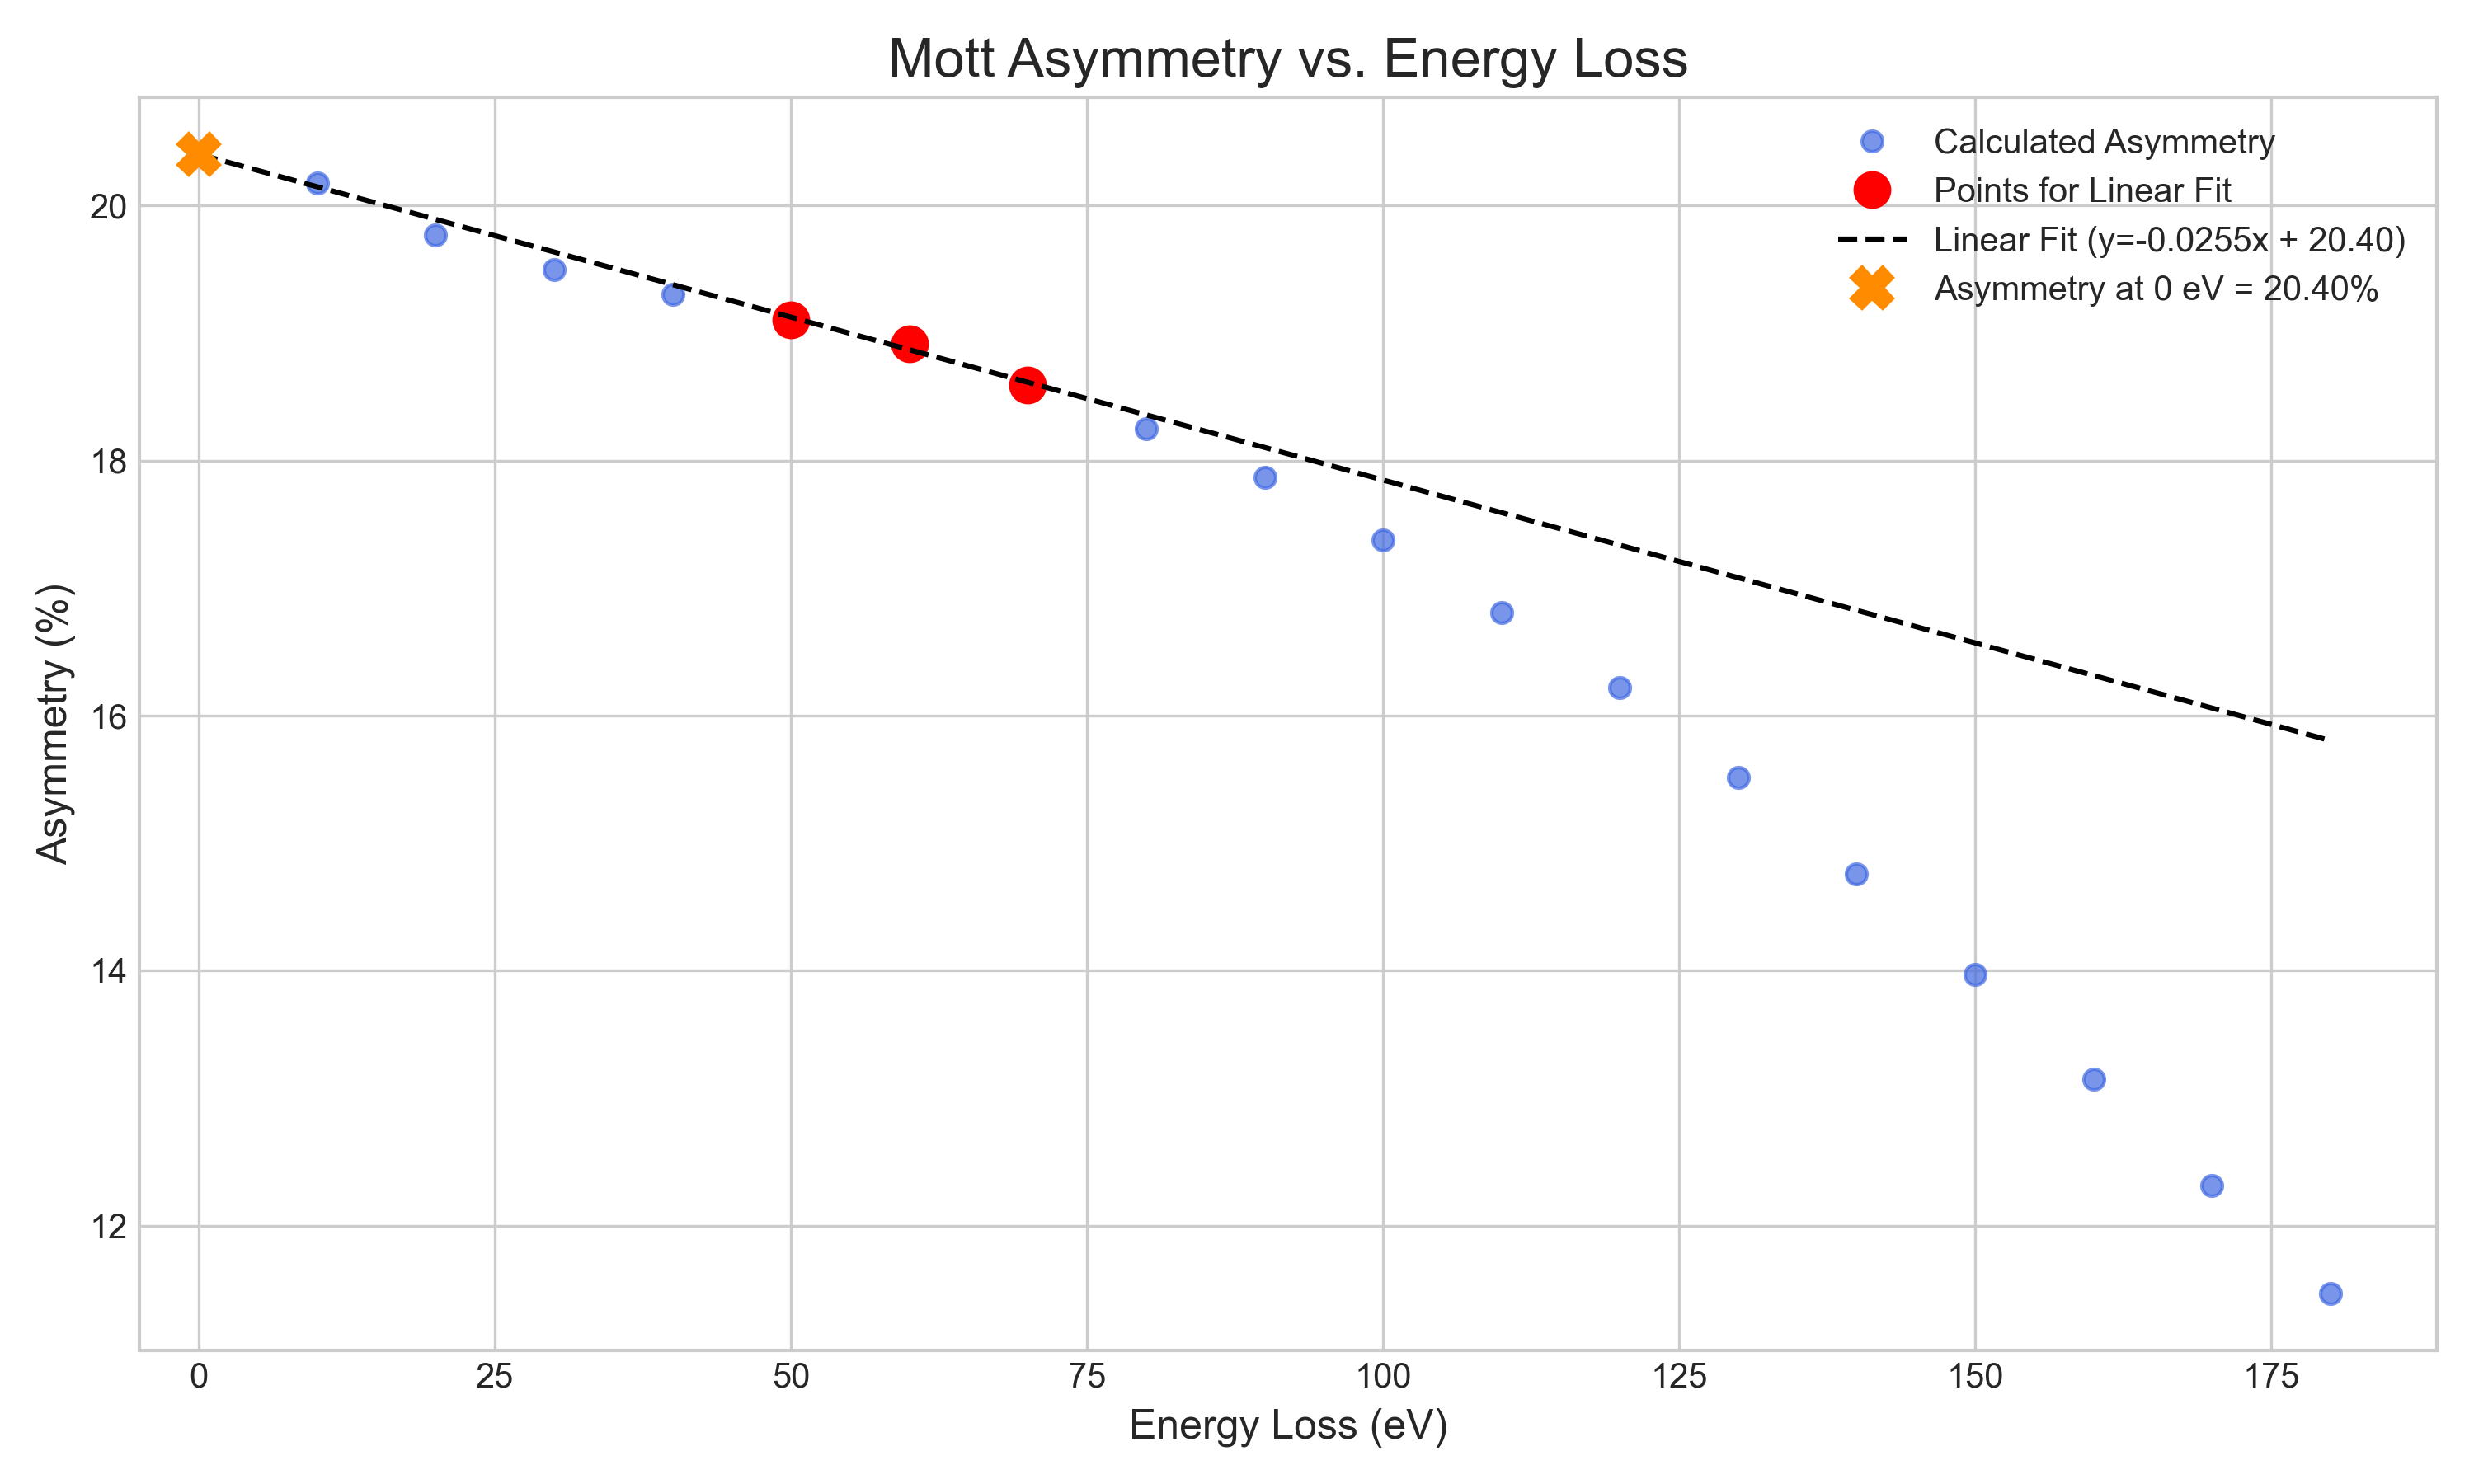 Mott Asymmetry vs. Energy Loss
Calculated Asymmetry
Points for Linear Fit
Linear Fit (y=-0.0255x + 20.40)
Asymmetry at 0 eV = 20.40%
Asymmetry (%)
20
18
16
14
12
0 25 50 75 100 125 150 175
Energy Loss (eV)